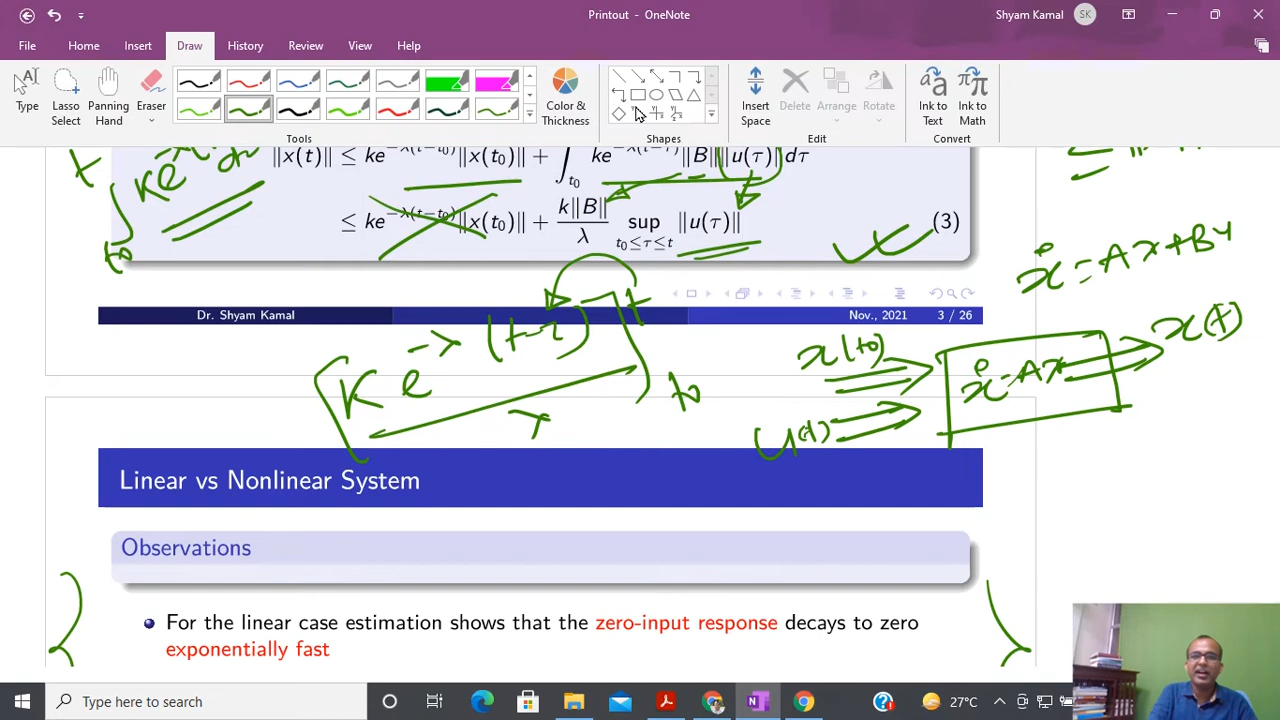 Printout - OneNote
Shyam Kamal SK
File Home Insert Draw History Review View Help
Type Lasso Select Panning Hand Eraser Color & Thickness Insert Space Delete Arrange Rotate Ink to Text Ink to Math
Tools Shapes Edit Convert
‖x(t)‖ ≤ ke^{−λ(t−t₀)}‖x(t₀)‖ + ∫_{t₀} ke^{−λ(t−τ)}‖B‖‖u(τ)‖dτ
≤ ke^{−λ(t−t₀)}‖x(t₀)‖ + k‖B‖/λ sup_{t₀≤τ≤t} ‖u(τ)‖ (3)
t₀
ẋ = Ax + Bu
Dr. Shyam Kamal Nov., 2021 3 / 26
K e^{−λ(t−τ)} t t₀
x(t₀) ẋ = Ax x(t)
u(t)
Linear vs Nonlinear System
Observations
For the linear case estimation shows that the zero-input response decays to zero
exponentially fast
Type here to search
27°C